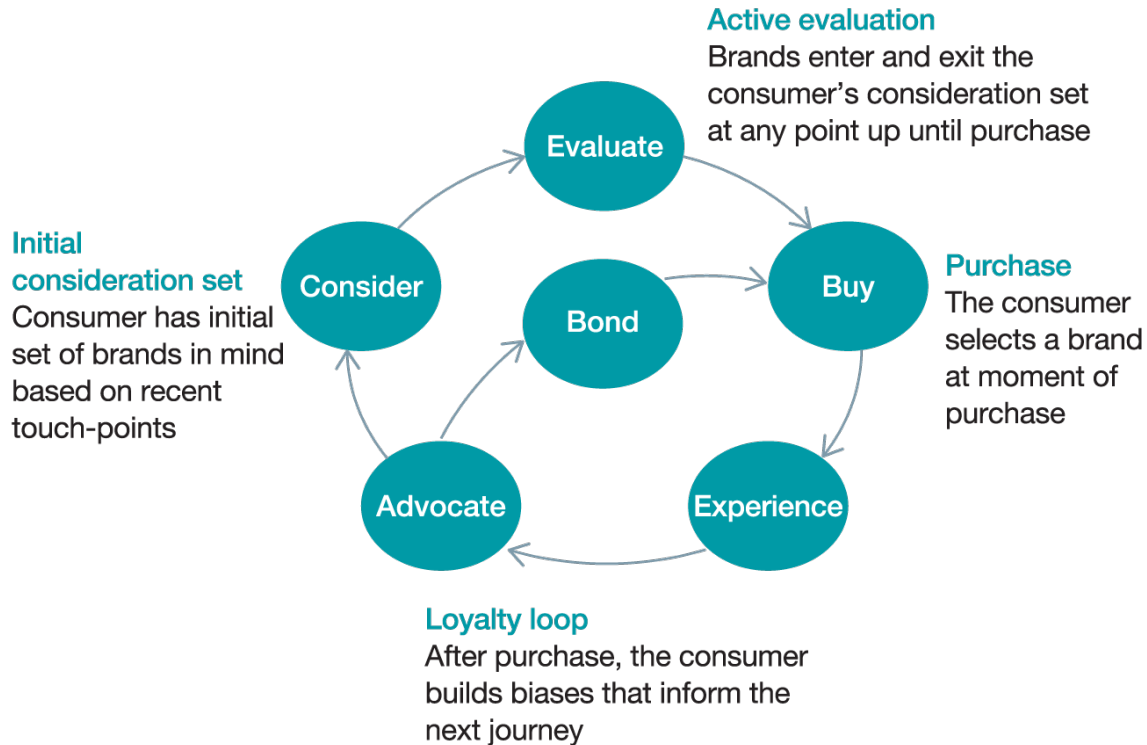 Active evaluation
Brands enter and exit the
consumer’s consideration set
at any point up until purchase
Evaluate
Initial
consideration set
Consumer has initial
set of brands in mind
based on recent
touch-points
Consider
Bond
Buy
Purchase
The consumer
selects a brand
at moment of
purchase
Advocate
Experience
Loyalty loop
After purchase, the consumer
builds biases that inform the
next journey